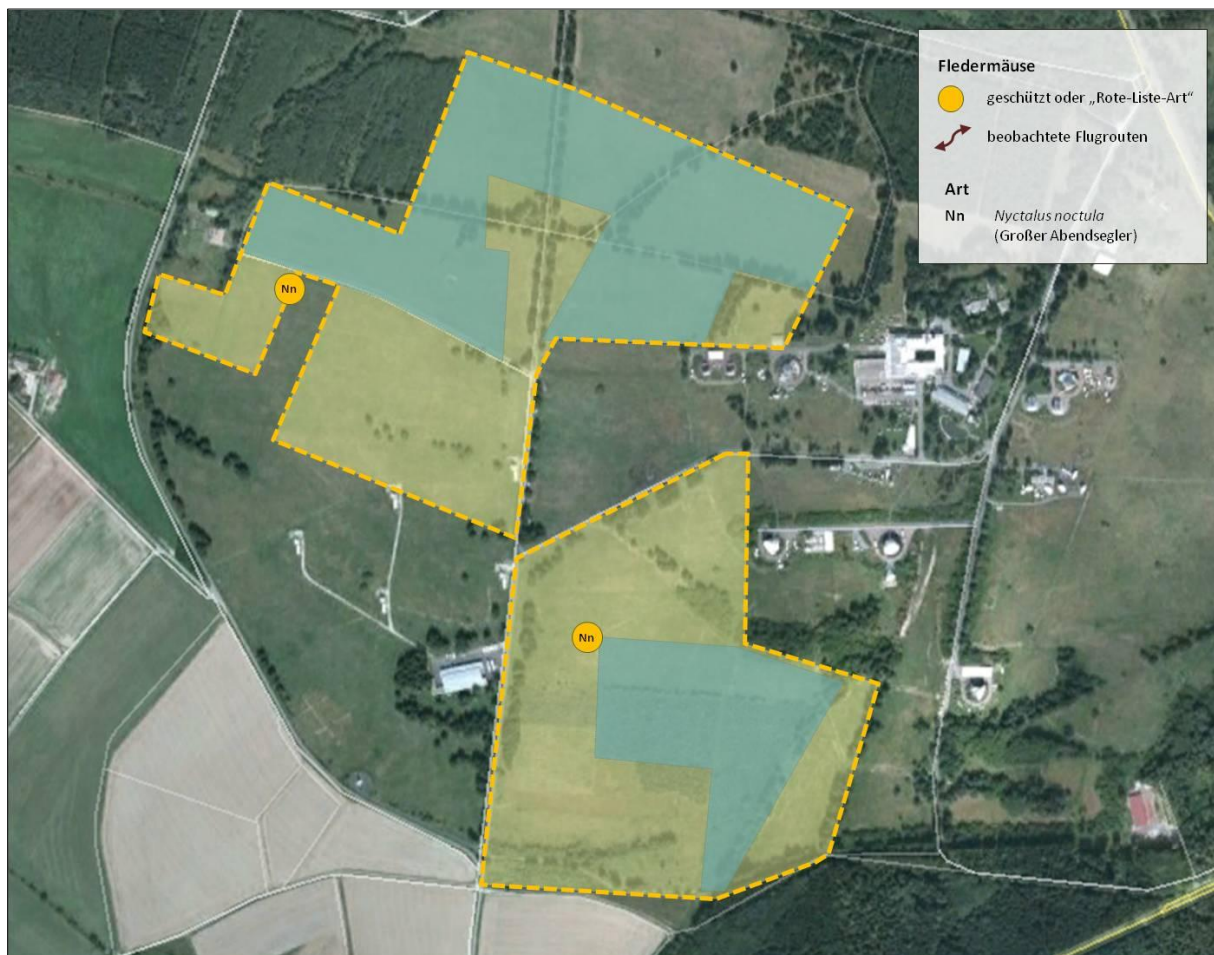 Fledermäuse
geschützt oder „Rote-Liste-Art“
beobachtete Flugrouten
Art
Nn Nyctalus noctula
(Großer Abendsegler)
Nn
Nn